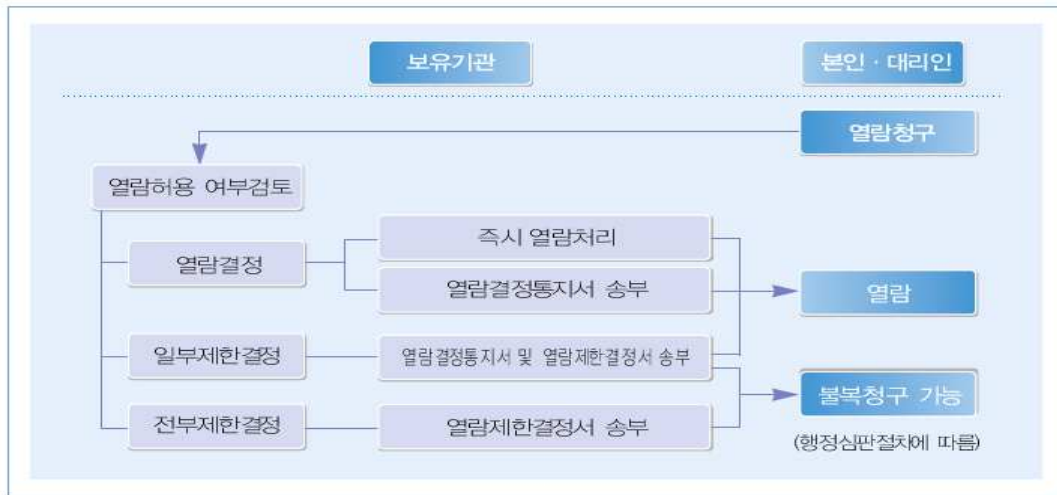 보유기관
본인 · 대리인
열람청구
열람허용 여부검토
열람결정
즉시 열람처리
열람결정통지서 송부
열람
일부제한결정
열람결정통지서 및 열람제한결정서 송부
불복청구 가능
전부제한결정
열람제한결정서 송부
(행정심판절차에 따름)